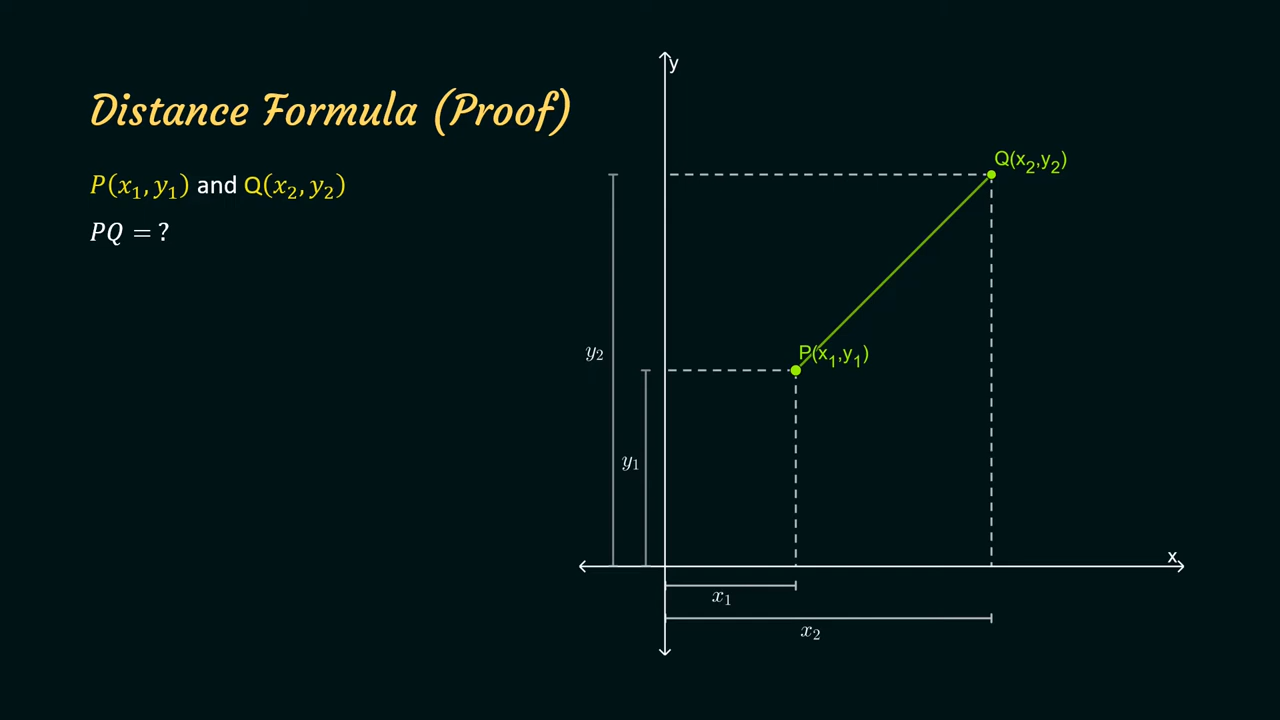 Distance Formula (Proof)
P(x₁, y₁) and Q(x₂, y₂)
PQ = ?
y
Q(x₂,y₂)
y₂
P(x₁,y₁)
y₁
x
x₁
x₂